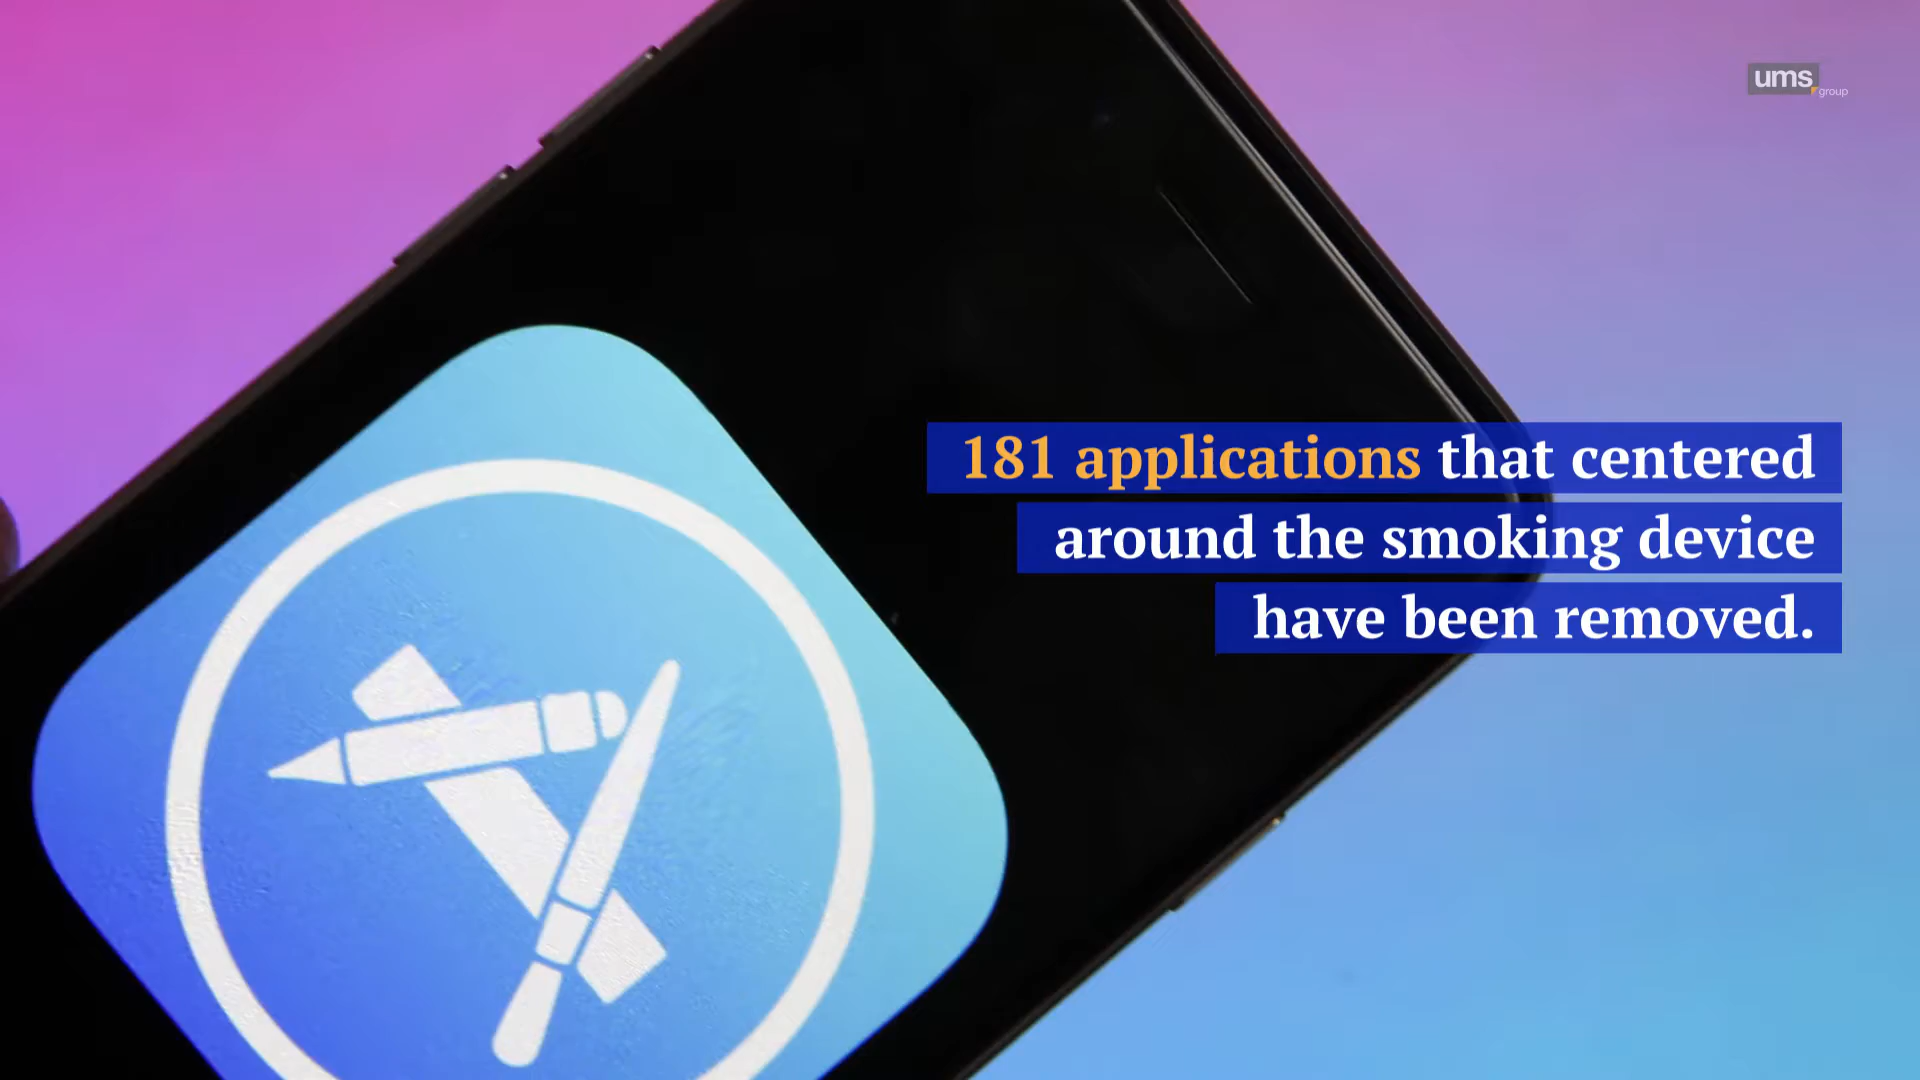 ums
group
181 applications that centered
around the smoking device
have been removed.